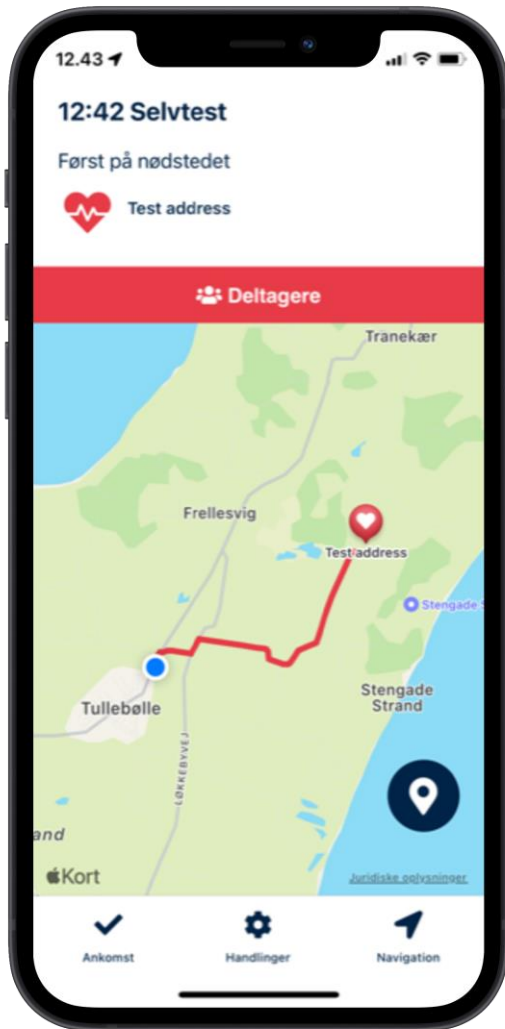 12.43
12:42 Selvtest
Først på nødstedet
Test address
Deltagere
Tranekær
Frellesvig
Test address
Stengade
Tullebølle
Stengade
Strand
LØKKEBYVEJ
and
Kort
Juridiske oplysninger
Ankomst
Handlinger
Navigation